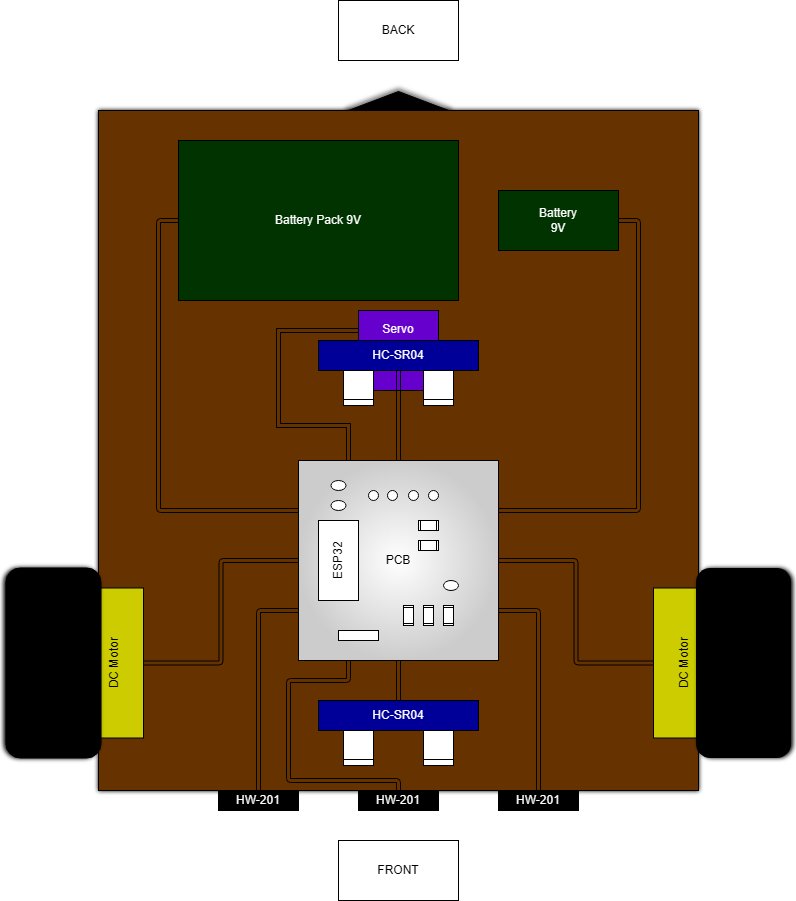 BACK
Battery Pack 9V
Battery
9V
Servo
HC-SR04
ESP32
PCB
DC Motor
DC Motor
HC-SR04
HW-201
HW-201
HW-201
FRONT